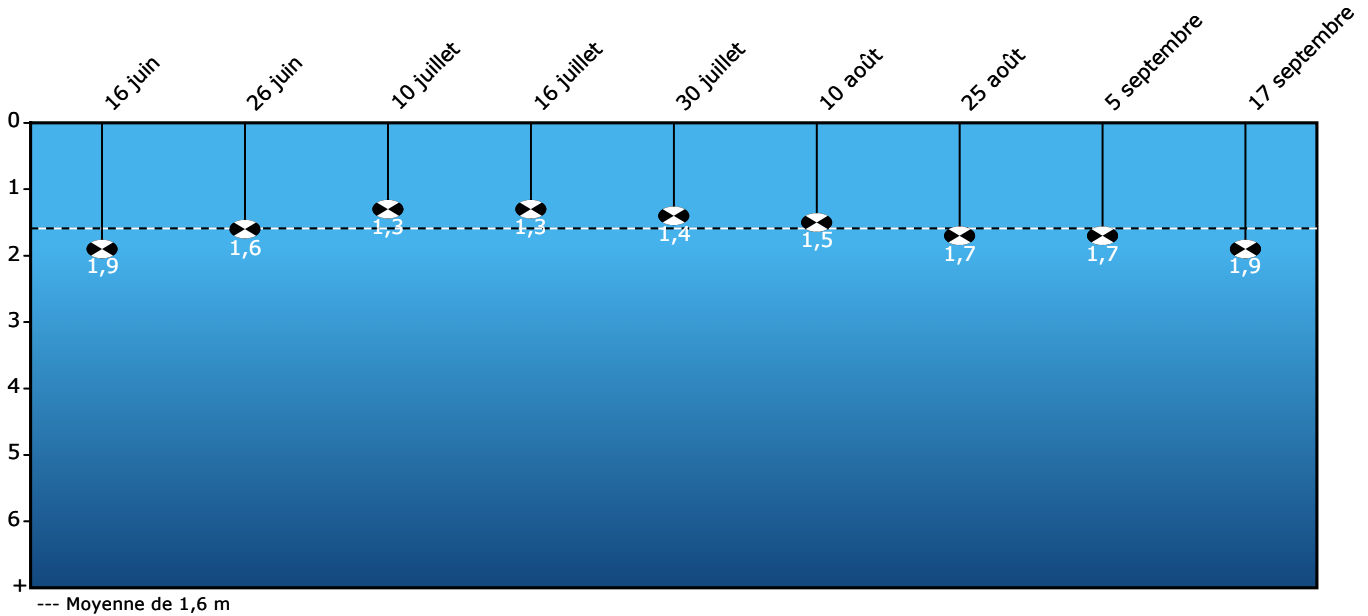 16 juin
26 juin
10 juillet
16 juillet
30 juillet
10 août
25 août
5 septembre
17 septembre
0
1
2
3
4
5
6
+
1,9
1,6
1,3
1,3
1,4
1,5
1,7
1,7
1,9
--- Moyenne de 1,6 m